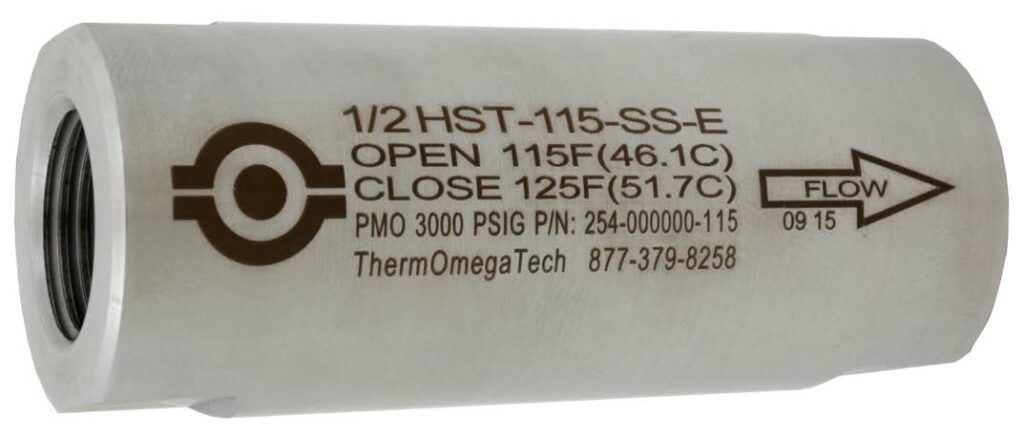 1/2 HST-115-SS-E
OPEN 115F(46.1C)
CLOSE 125F(51.7C)
PMO 3000 PSIG P/N: 254-000000-115
ThermOmegaTech 877-379-8258
FLOW
09 15